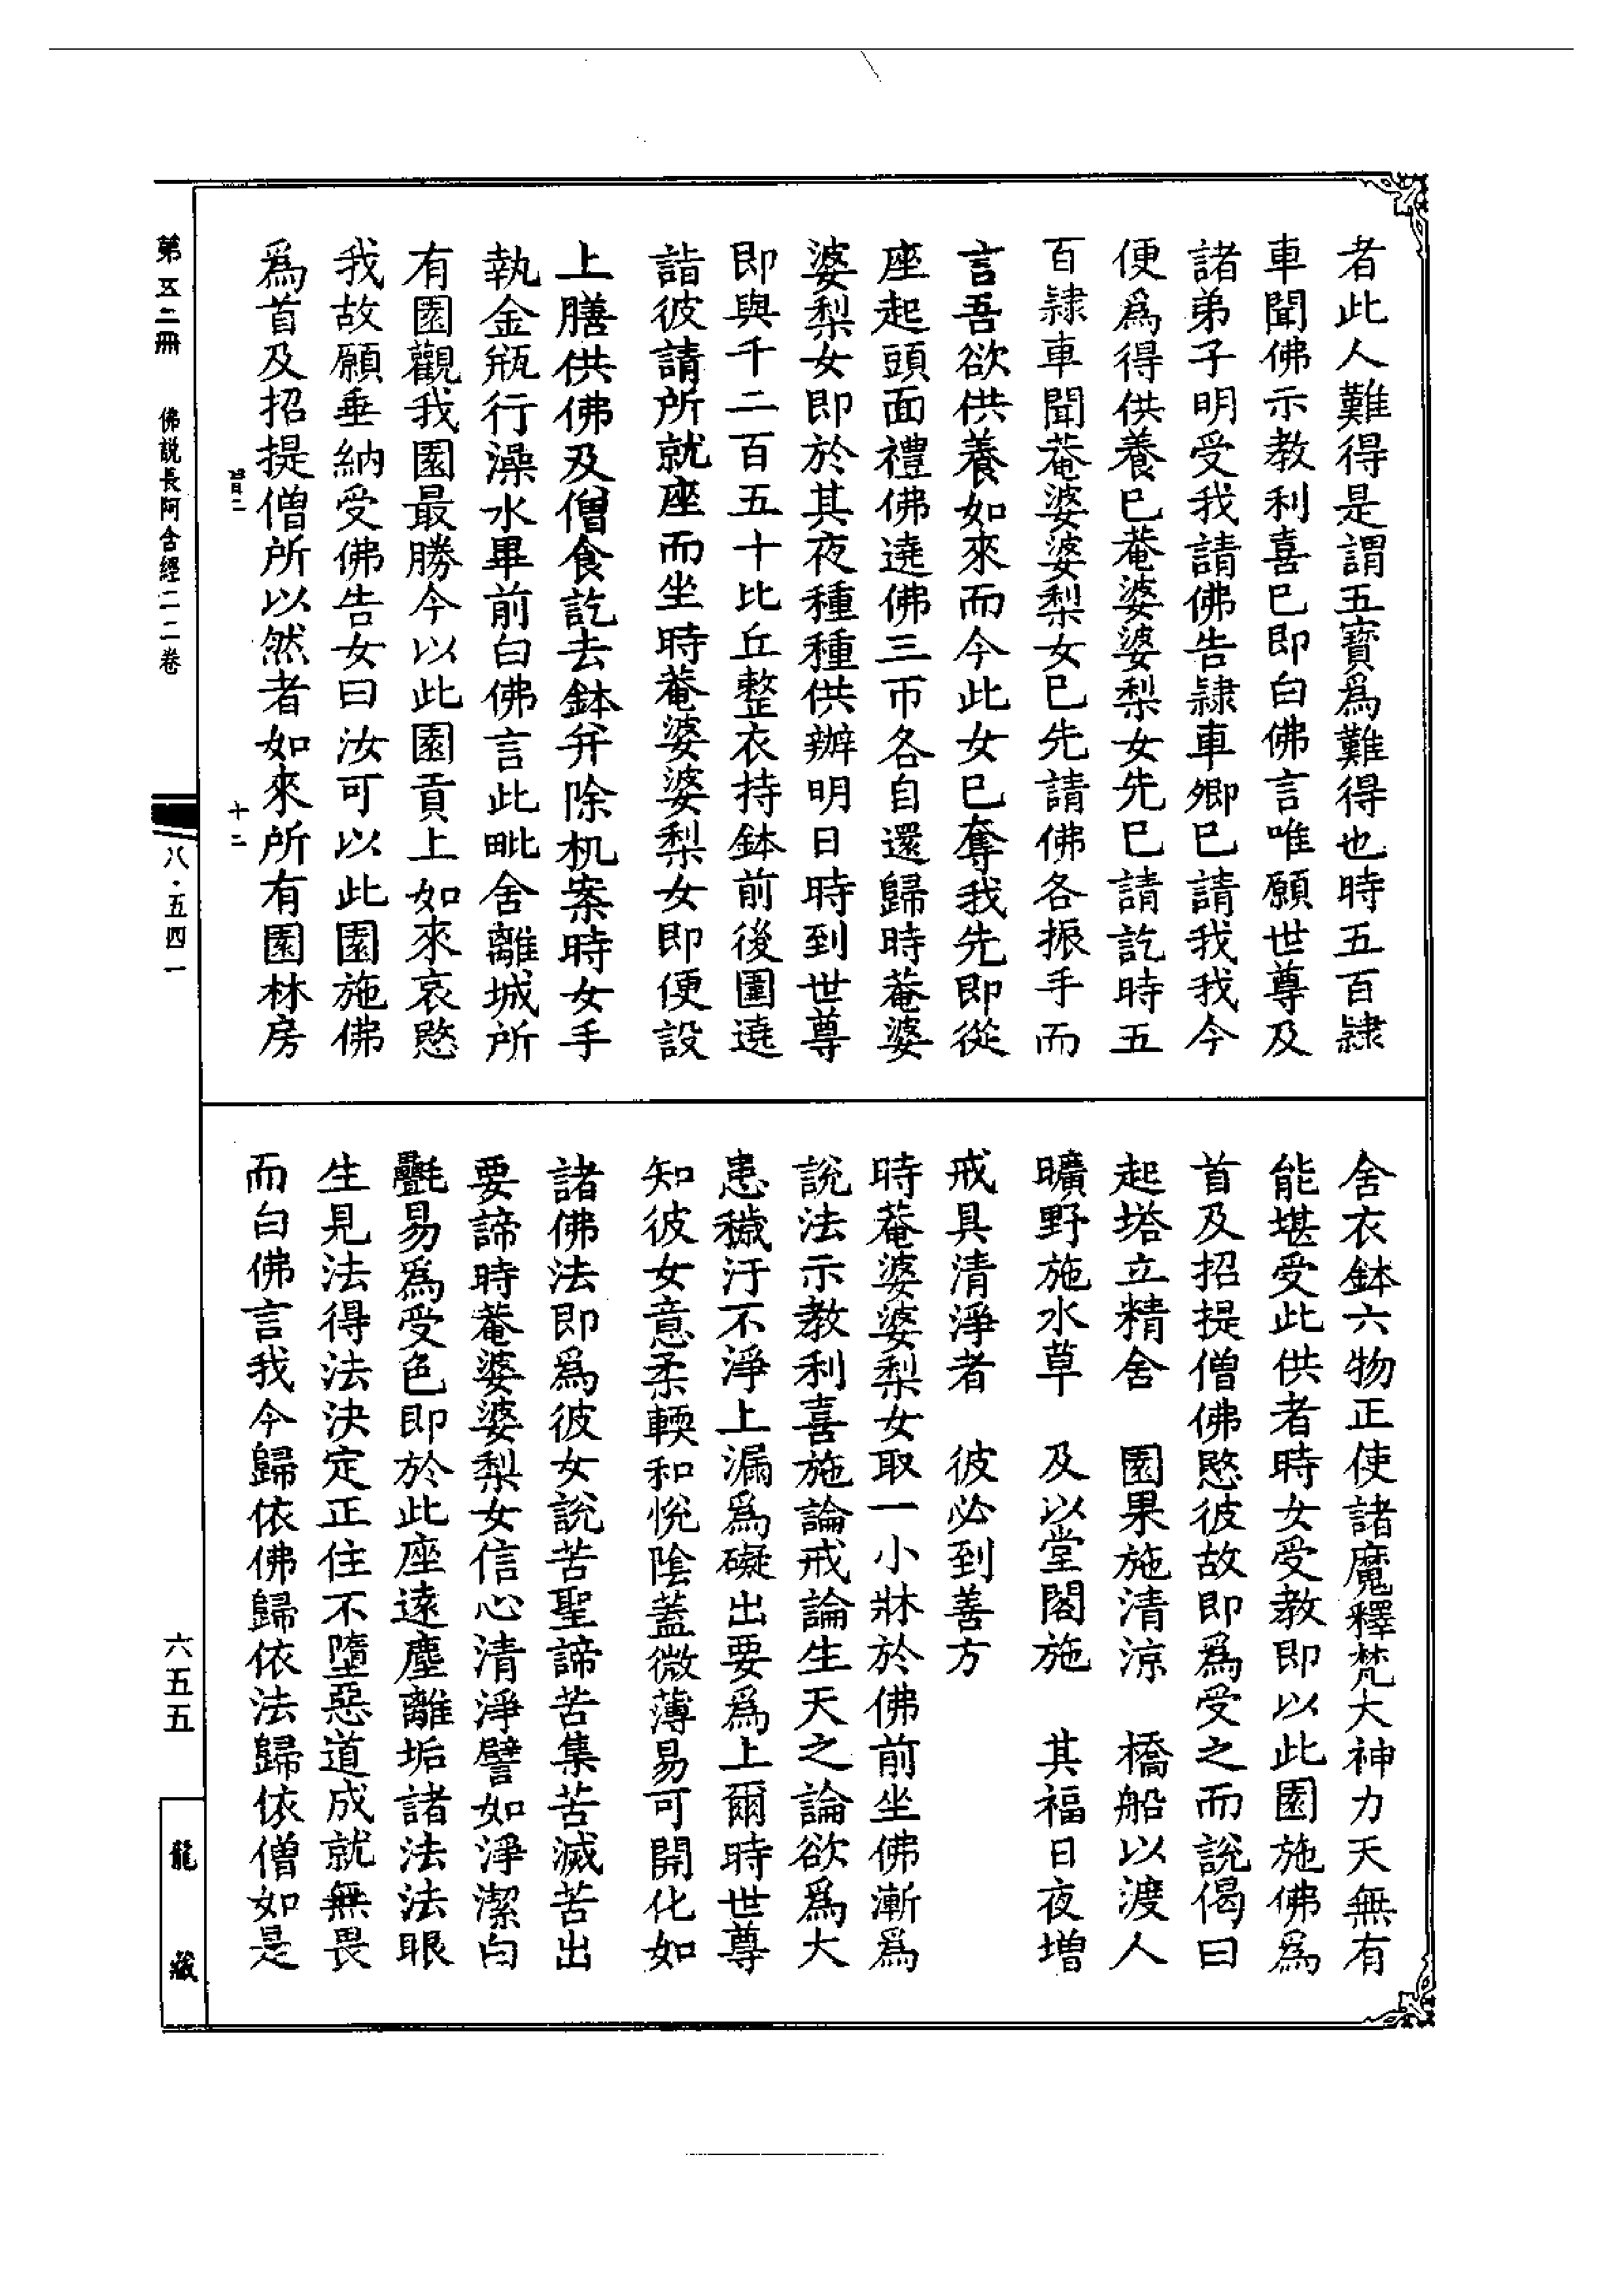 者此人難得是謂五寶爲難得也時五百隷
車聞佛示教利喜已即白佛言唯願世尊及
諸弟子明受我請佛告隷車卿已請我我今
便爲得供養已菴婆婆梨女先已請訖時五
百隷車聞菴婆婆梨女已先請佛各振手而
言吾欲供養如來而今此女已奪我先即從
座起頭面禮佛遶佛三帀各自還歸時菴婆
婆梨女即於其夜種種供辦明日時到世尊
即與千二百五十比丘整衣持鉢前後圍遶
詣彼請所就座而坐時菴婆婆梨女即便設
上膳供佛及僧食訖去鉢并除机案時女手
執金瓶行澡水畢前白佛言此毗舍離城所
有園觀我園最勝今以此園貢上如來哀愍
我故願垂納受佛告女曰汝可以此園施佛
爲首及招提僧所以然者如來所有園林房
舍衣鉢六物正使諸魔釋梵大神力天無有
能堪受此供者時女受教即以此園施佛爲
首及招提僧佛愍彼故即爲受之而說偈曰
起塔立精舍　園果施清涼　橋船以渡人
曠野施水草　及以堂閣施　其福日夜增
戒具清淨者　彼必到善方
時菴婆婆梨女取一小牀於佛前坐佛漸爲
說法示教利喜施論戒論生天之論欲爲大
患穢汙不淨上漏爲礙出要爲上爾時世尊
知彼女意柔輭和悅陰蓋微薄易可開化如
諸佛法即爲彼女說苦聖諦苦集苦滅苦出
要諦時菴婆婆梨女信心清淨譬如淨潔白
氎易爲受色即於此座遠塵離垢諸法法眼
生見法得法決定正住不墮惡道成就無畏
而白佛言我今歸依佛歸依法歸依僧如是
第五二冊　佛說長阿含經二二卷
八·五四一
六五五
龍藏
十二